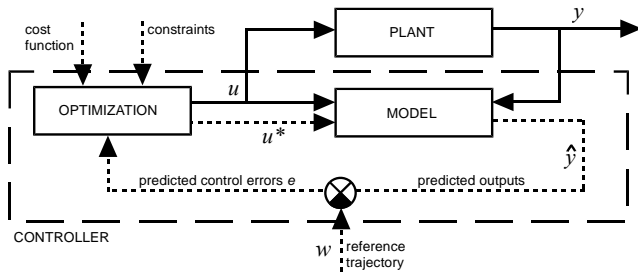 cost
function
constraints
PLANT
y
OPTIMIZATION
u
MODEL
u*
ŷ
predicted control errors e
predicted outputs
CONTROLLER
w
reference
trajectory